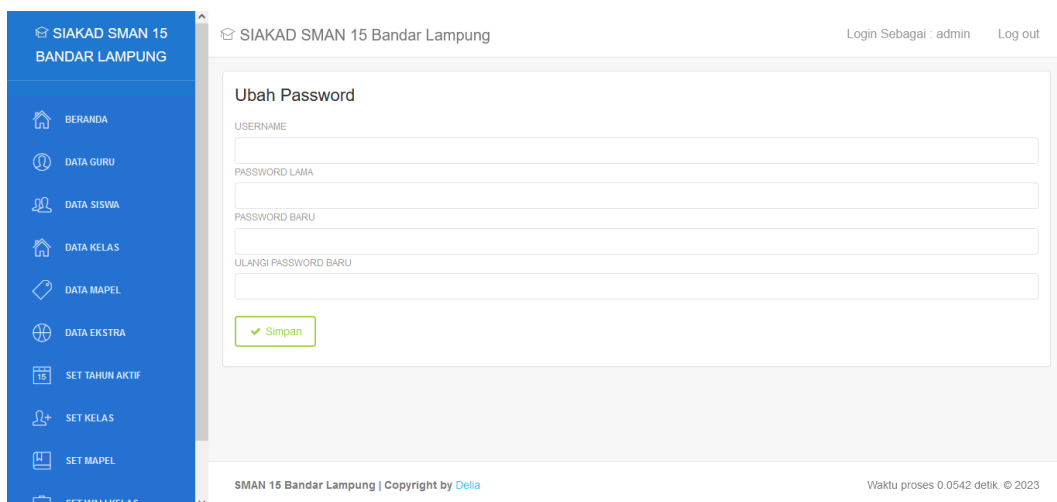 SIAKAD SMAN 15
BANDAR LAMPUNG
BERANDA
DATA GURU
DATA SISWA
DATA KELAS
DATA MAPEL
DATA EKSTRA
15
SET TAHUN AKTIF
SET KELAS
SET MAPEL
SET WALI KELAS
SIAKAD SMAN 15 Bandar Lampung
Login Sebagai : admin
Log out
Ubah Password
USERNAME
PASSWORD LAMA
PASSWORD BARU
ULANGI PASSWORD BARU
Simpan
SMAN 15 Bandar Lampung | Copyright by Delia
Waktu proses 0.0542 detik. © 2023